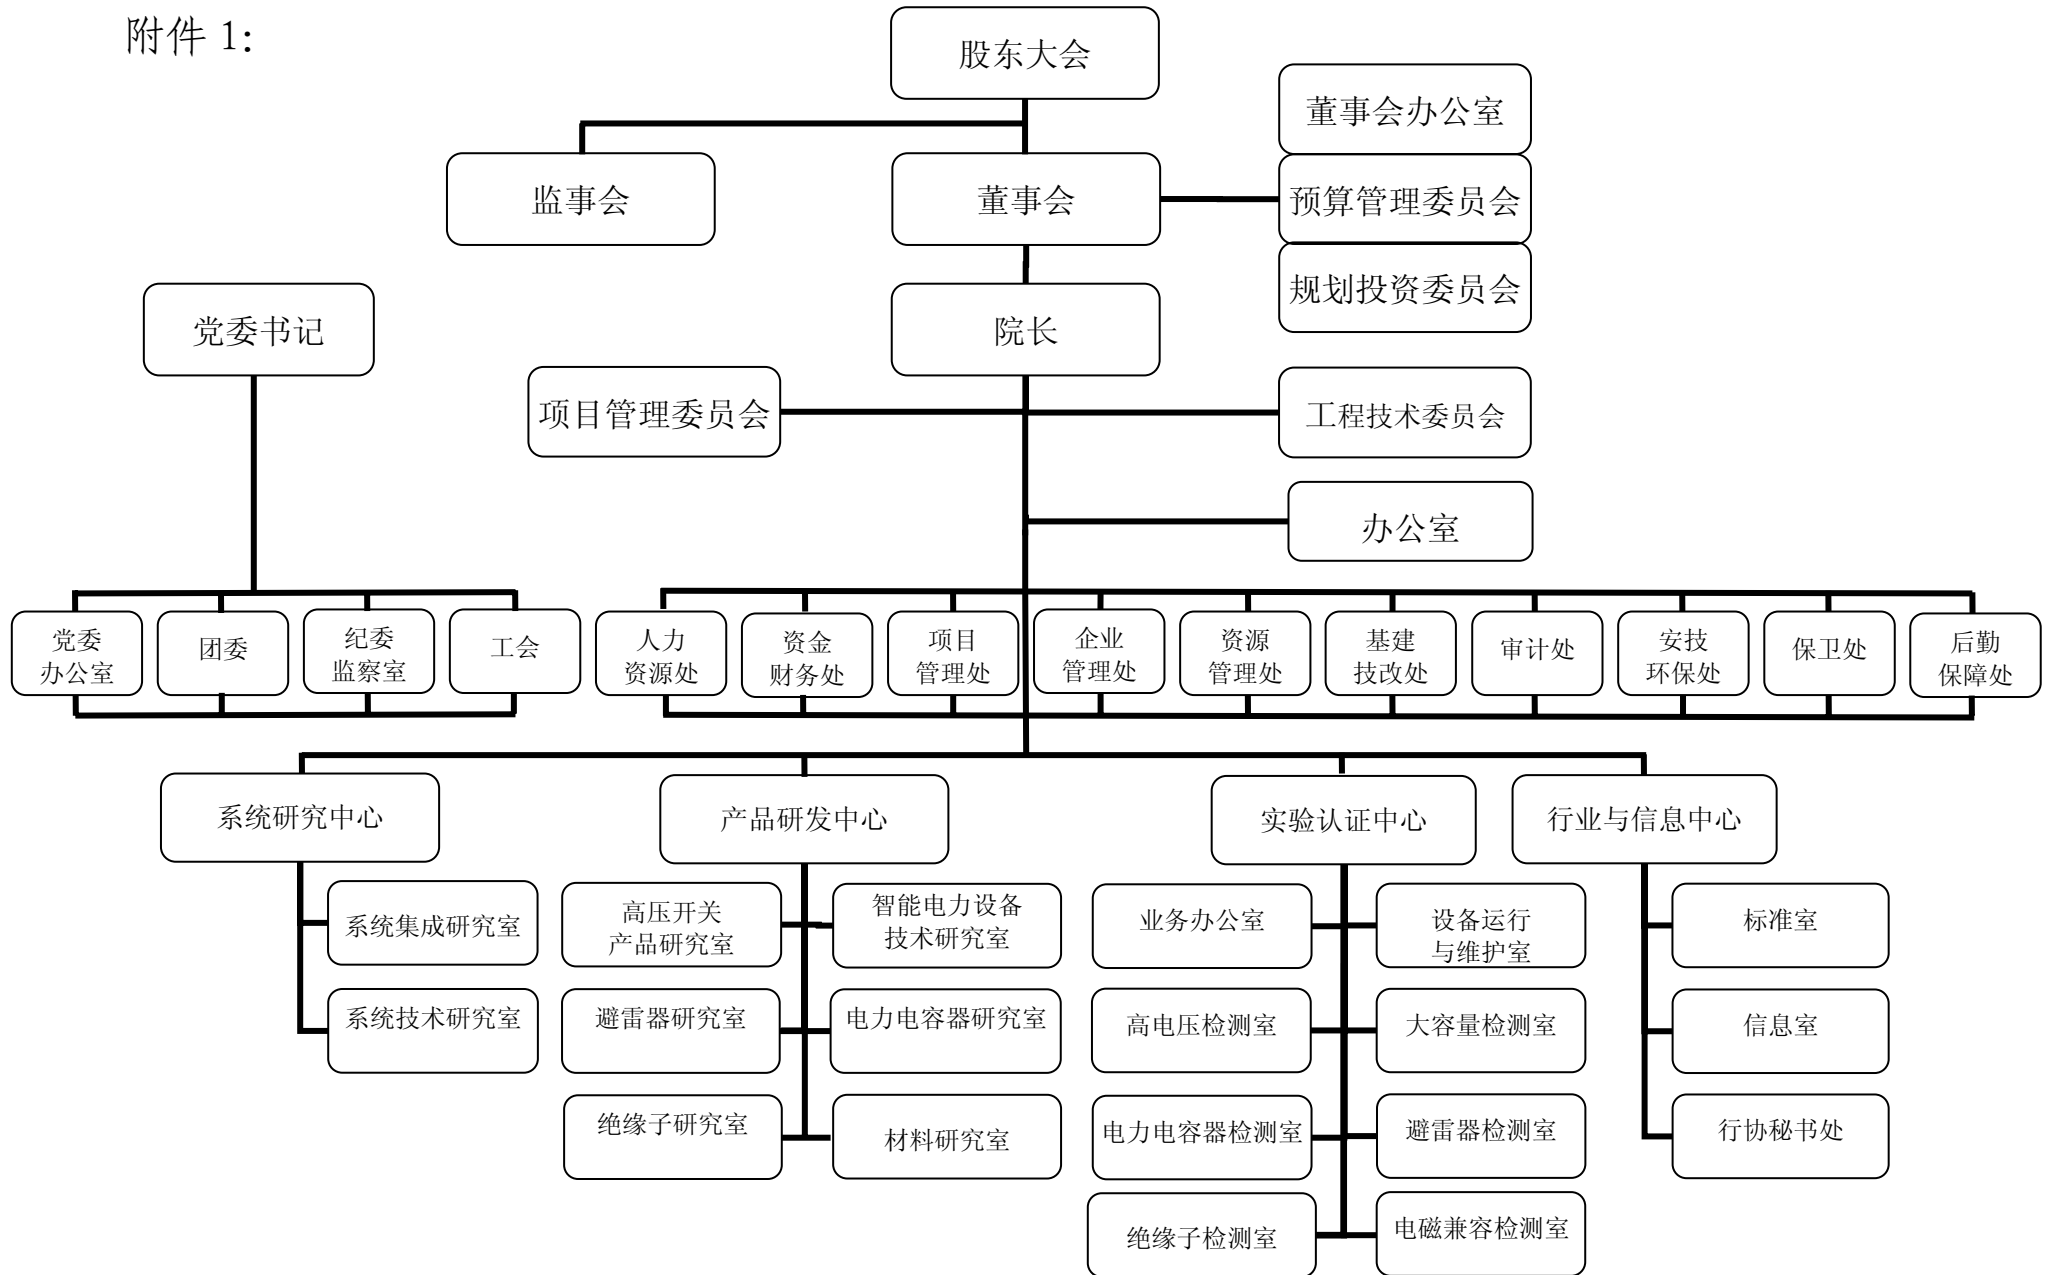 附件 1:
股东大会
董事会办公室
监事会
董事会
预算管理委员会
规划投资委员会
党委书记
院长
项目管理委员会
工程技术委员会
办公室
党委
办公室
团委
纪委
监察室
工会
人力
资源处
资金
财务处
项目
管理处
企业
管理处
资源
管理处
基建
技改处
审计处
安技
环保处
保卫处
后勤
保障处
系统研究中心
产品研发中心
实验认证中心
行业与信息中心
系统集成研究室
高压开关
产品研究室
智能电力设备
技术研究室
业务办公室
设备运行
与维护室
标准室
系统技术研究室
避雷器研究室
电力电容器研究室
高电压检测室
大容量检测室
信息室
绝缘子研究室
材料研究室
电力电容器检测室
避雷器检测室
行协秘书处
绝缘子检测室
电磁兼容检测室